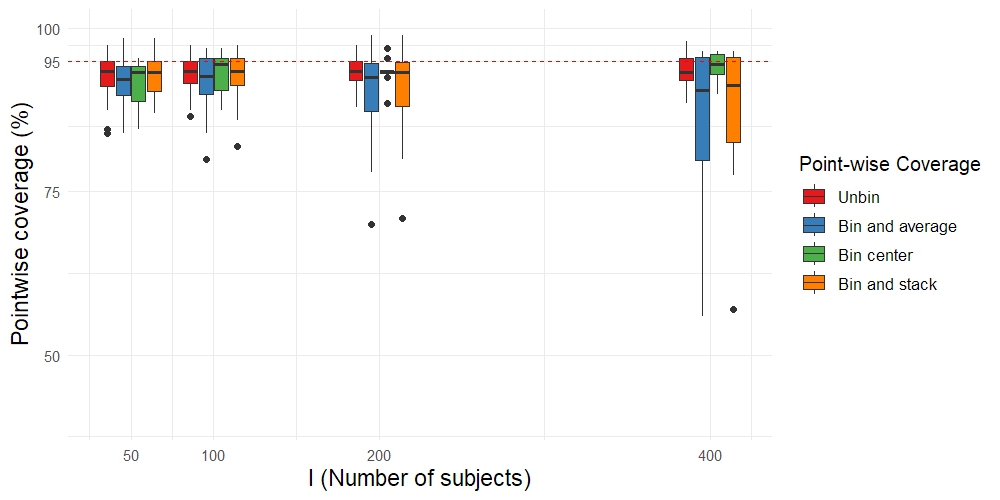 Pointwise coverage (%)
100
95
75
50
50
100
200
400
I (Number of subjects)
Point-wise Coverage
Unbin
Bin and average
Bin center
Bin and stack